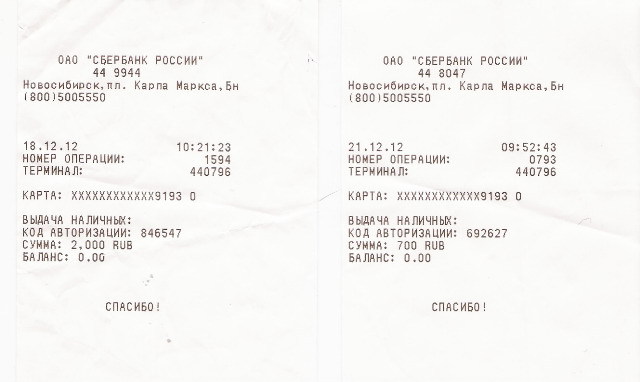 ОАО "СБЕРБАНК РОССИИ"
44 9944
Новосибирск,пл. Карла Маркса,Бн
(800)5005550
18.12.12 10:21:23
НОМЕР ОПЕРАЦИИ: 1594
ТЕРМИНАЛ: 440796
КАРТА: XXXXXXXXXXXX9193 0
ВЫДАЧА НАЛИЧНЫХ:
КОД АВТОРИЗАЦИИ: 846547
СУММА: 2,000 RUB
БАЛАНС: 0.00
СПАСИБО!
ОАО "СБЕРБАНК РОССИИ"
44 8047
Новосибирск,пл. Карла Маркса,Бн
(800)5005550
21.12.12 09:52:43
НОМЕР ОПЕРАЦИИ: 0793
ТЕРМИНАЛ: 440796
КАРТА: XXXXXXXXXXXX9193 0
ВЫДАЧА НАЛИЧНЫХ:
КОД АВТОРИЗАЦИИ: 692627
СУММА: 700 RUB
БАЛАНС: 0.00
СПАСИБО!